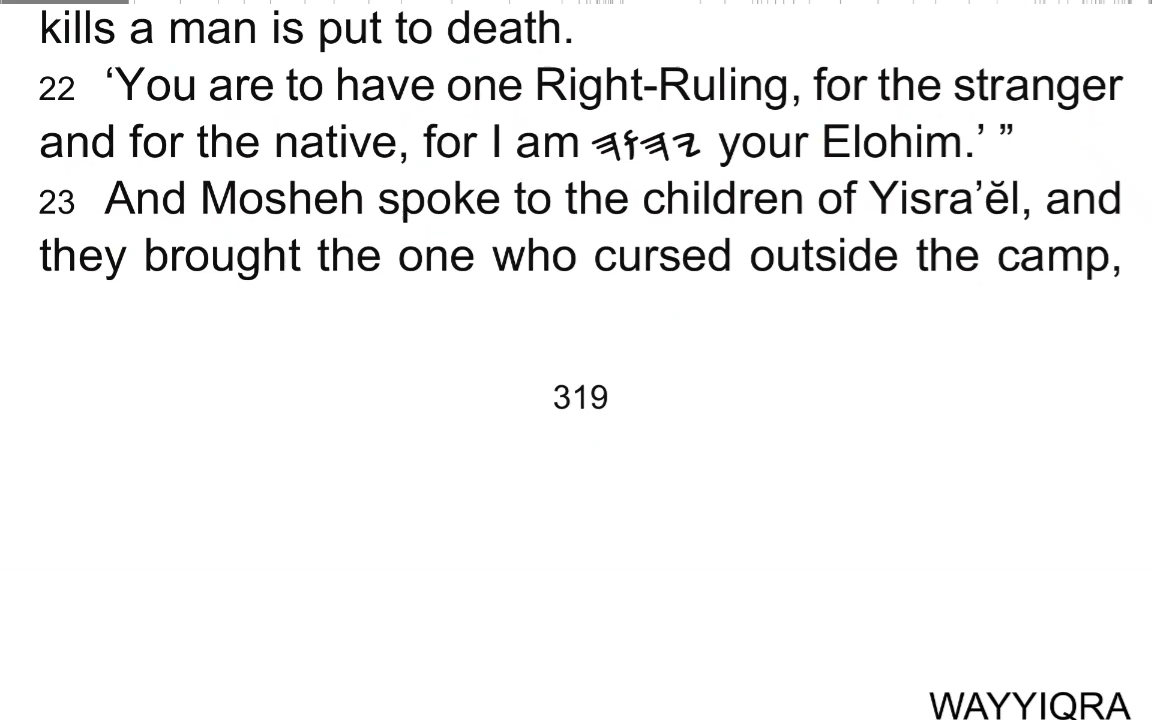 kills a man is put to death.
22 ‘You are to have one Right-Ruling, for the stranger
and for the native, for I am 𐤉𐤄𐤅𐤄 your Elohim.’ ”
23 And Mosheh spoke to the children of Yisra’ĕl, and
they brought the one who cursed outside the camp,
319
WAYYIQRA